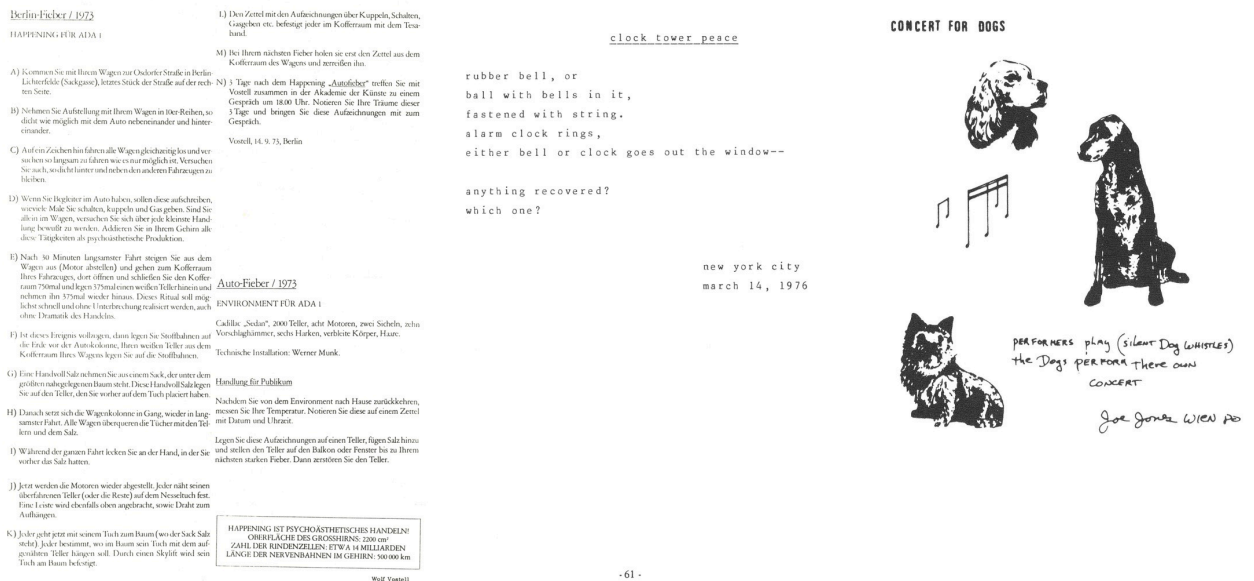 Berlin-Fieber / 1973
HAPPENING FÜR ADA 1
A) Kommen Sie mit Ihrem Wagen zur Osdorfer Straße in Berlin-
Lichterfelde (Sackgasse), letztes Stück der Straße auf der rech-
ten Seite.
B) Nehmen Sie Aufstellung mit Ihrem Wagen in 10er-Reihen, so
dicht wie möglich mit dem Auto nebeneinander und hinter-
einander.
C) Auf ein Zeichen hin fahren alle Wagen gleichzeitig los und ver-
suchen so langsam zu fahren wie es nur möglich ist. Versuchen
Sie auch, so dicht hinter und neben den anderen Fahrzeugen zu
bleiben.
D) Wenn Sie Begleiter im Auto haben, sollen diese aufschreiben,
wieviele Male Sie schalten, kuppeln und Gas geben. Sind Sie
allein im Wagen, versuchen Sie sich über jede kleinste Hand-
lung bewußt zu werden. Addieren Sie in Ihrem Gehirn alle
diese Tätigkeiten als psychoästhetische Produktion.
E) Nach 30 Minuten langsamster Fahrt steigen Sie aus dem
Wagen aus (Motor abstellen) und gehen zum Kofferraum
Ihres Fahrzeuges, dort öffnen und schließen Sie den Koffer-
raum 750mal und legen 375mal einen weißen Teller hinein und
nehmen ihn 375mal wieder hinaus. Dieses Ritual soll mög-
lichst schnell und ohne Unterbrechung realisiert werden, auch
ohne Dramatik des Handelns.
F) Ist dieses Ereignis vollzogen, dann legen Sie Stoffbahnen auf
die Erde vor der Autokolonne, Ihren weißen Teller aus dem
Kofferraum Ihres Wagens legen Sie auf die Stoffbahnen.
G) Eine Handvoll Salz nehmen Sie aus einem Sack, der unter dem
größten nahegelegenen Baum steht. Diese Handvoll Salz legen
Sie auf den Teller, den Sie vorher auf dem Tuch placiert haben.
H) Danach setzt sich die Wagenkolonne in Gang, wieder in lang-
samster Fahrt. Alle Wagen überqueren die Tücher mit den Tel-
lern und dem Salz.
I) Während der ganzen Fahrt lecken Sie an der Hand, in der Sie
vorher das Salz hatten.
J) Jetzt werden die Motoren wieder abgestellt. Jeder näht seinen
überfahrenen Teller (oder die Reste) auf dem Nesseltuch fest.
Eine Leiste wird ebenfalls oben angebracht, sowie Draht zum
Aufhängen.
K) Jeder geht jetzt mit seinem Tuch zum Baum (wo der Sack Salz
steht). Jeder bestimmt, wo im Baum sein Tuch mit dem auf-
genähten Teller hängen soll. Durch einen Skylift wird sein
Tuch am Baum befestigt.
L) Den Zettel mit den Aufzeichnungen über Kuppeln, Schalten,
Gasgeben etc. befestigt jeder im Kofferraum mit dem Tesa-
band.
M) Bei Ihrem nächsten Fieber holen sie erst den Zettel aus dem
Kofferraum des Wagens und zerreißen ihn.
N) 3 Tage nach dem Happening „Autofieber" treffen Sie mit
Vostell zusammen in der Akademie der Künste zu einem
Gespräch um 18.00 Uhr. Notieren Sie Ihre Träume dieser
3 Tage und bringen Sie diese Aufzeichnungen mit zum
Gespräch.
Vostell, 14. 9. 73, Berlin
Auto-Fieber / 1973
ENVIRONMENT FÜR ADA 1
Cadillac „Sedan", 2000 Teller, acht Motoren, zwei Sicheln, zehn
Vorschlaghämmer, sechs Harken, verbleite Körper, Haare.
Technische Installation: Werner Munk.
Handlung für Publikum
Nachdem Sie von dem Environment nach Hause zurückkehren,
messen Sie Ihre Temperatur. Notieren Sie diese auf einem Zettel
mit Datum und Uhrzeit.
Legen Sie diese Aufzeichnungen auf einen Teller, fügen Salz hinzu
und stellen den Teller auf den Balkon oder Fenster bis zu Ihrem
nächsten starken Fieber. Dann zerstören Sie den Teller.
HAPPENING IST PSYCHOÄSTHETISCHES HANDELN!
OBERFLÄCHE DES GROSSHIRNS: 2200 cm²
ZAHL DER RINDENZELLEN: ETWA 14 MILLIARDEN
LÄNGE DER NERVENBAHNEN IM GEHIRN: 500 000 km
Wolf Vostell
clock tower peace
rubber bell, or
ball with bells in it,
fastened with string.
alarm clock rings,
either bell or clock goes out the window--
anything recovered?
which one?
new york city
march 14, 1976
- 61 -
CONCERT FOR DOGS
PERFORMERS play (silent Dog WHISTLES)
the Dogs PERFORM There own
CONCERT
Joe Jones WIEN